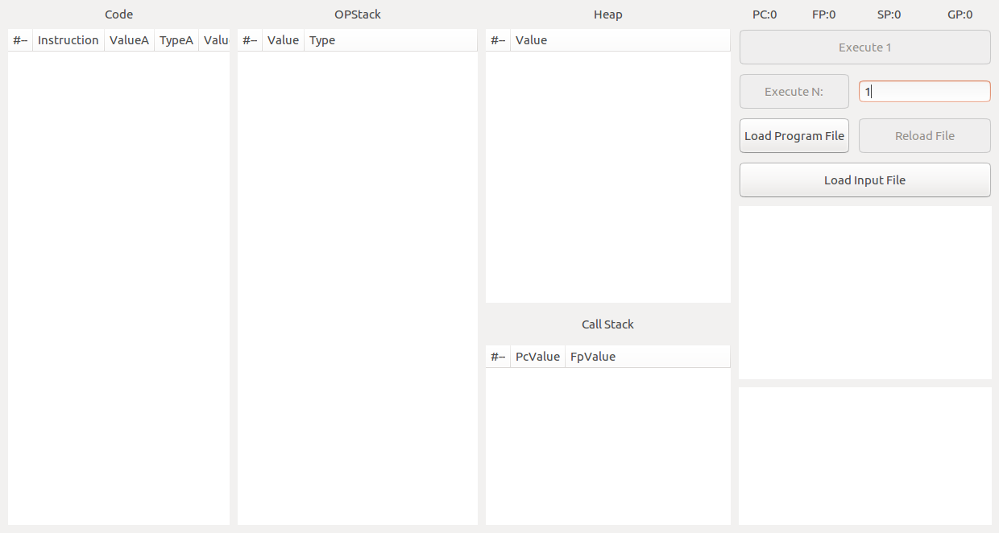 Code OPStack Heap PC:0 FP:0 SP:0 GP:0
#-- Instruction ValueA TypeA Valu #-- Value Type #-- Value
Execute 1
Execute N: 1
Load Program File Reload File
Load Input File
Call Stack
#-- PcValue FpValue